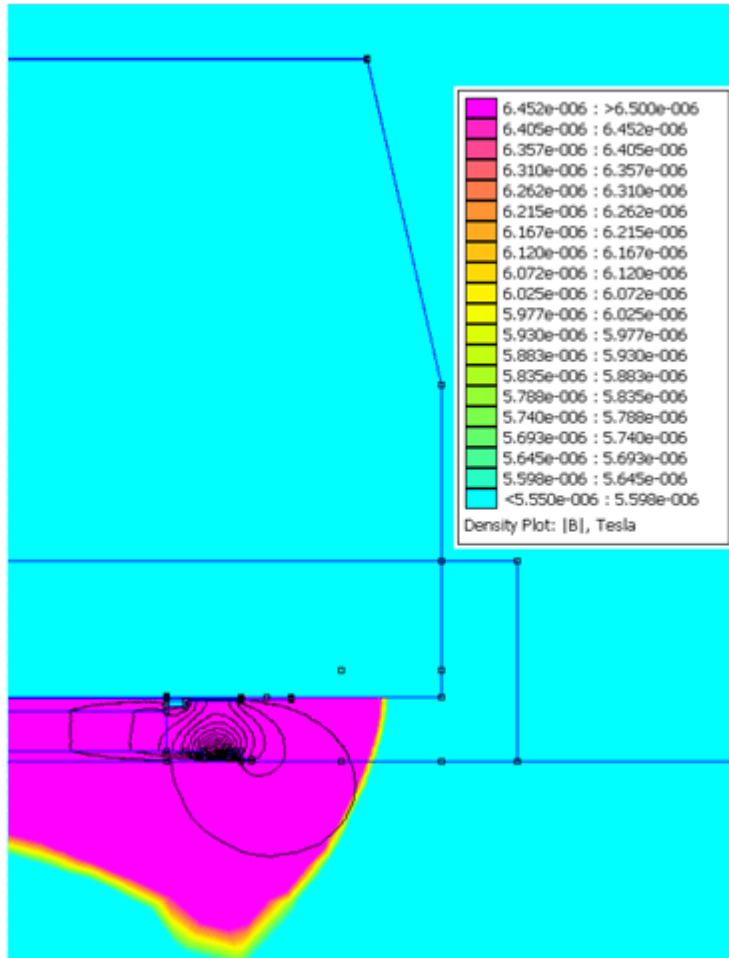 6.452e-006 : >6.500e-006
6.405e-006 : 6.452e-006
6.357e-006 : 6.405e-006
6.310e-006 : 6.357e-006
6.262e-006 : 6.310e-006
6.215e-006 : 6.262e-006
6.167e-006 : 6.215e-006
6.120e-006 : 6.167e-006
6.072e-006 : 6.120e-006
6.025e-006 : 6.072e-006
5.977e-006 : 6.025e-006
5.930e-006 : 5.977e-006
5.883e-006 : 5.930e-006
5.835e-006 : 5.883e-006
5.788e-006 : 5.835e-006
5.740e-006 : 5.788e-006
5.693e-006 : 5.740e-006
5.645e-006 : 5.693e-006
5.598e-006 : 5.645e-006
<5.550e-006 : 5.598e-006
Density Plot: |B|, Tesla